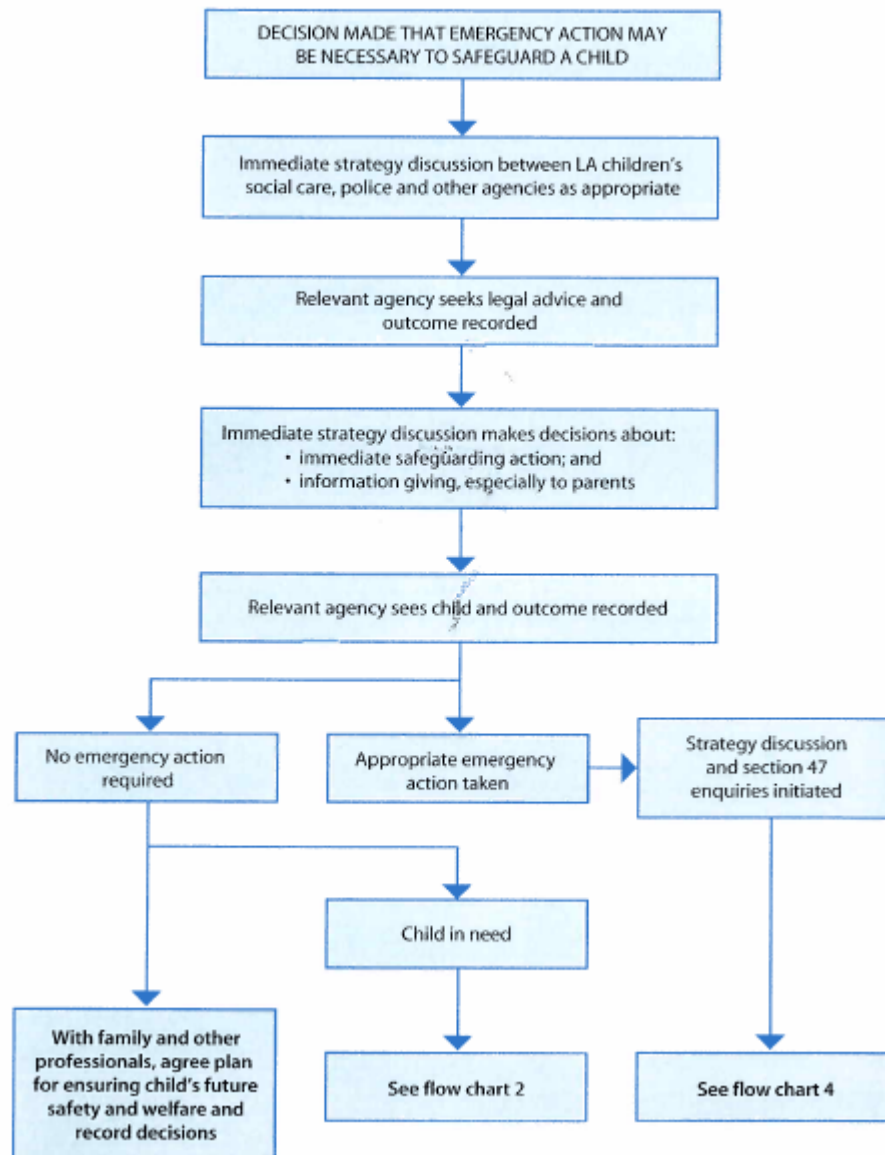 DECISION MADE THAT EMERGENCY ACTION MAY
BE NECESSARY TO SAFEGUARD A CHILD
Immediate strategy discussion between LA children's
social care, police and other agencies as appropriate
Relevant agency seeks legal advice and
outcome recorded
Immediate strategy discussion makes decisions about:
• immediate safeguarding action; and
• information giving, especially to parents
Relevant agency sees child and outcome recorded
No emergency action
required
Appropriate emergency
action taken
Strategy discussion
and section 47
enquiries initiated
Child in need
With family and other
professionals, agree plan
for ensuring child's future
safety and welfare and
record decisions
See flow chart 2
See flow chart 4